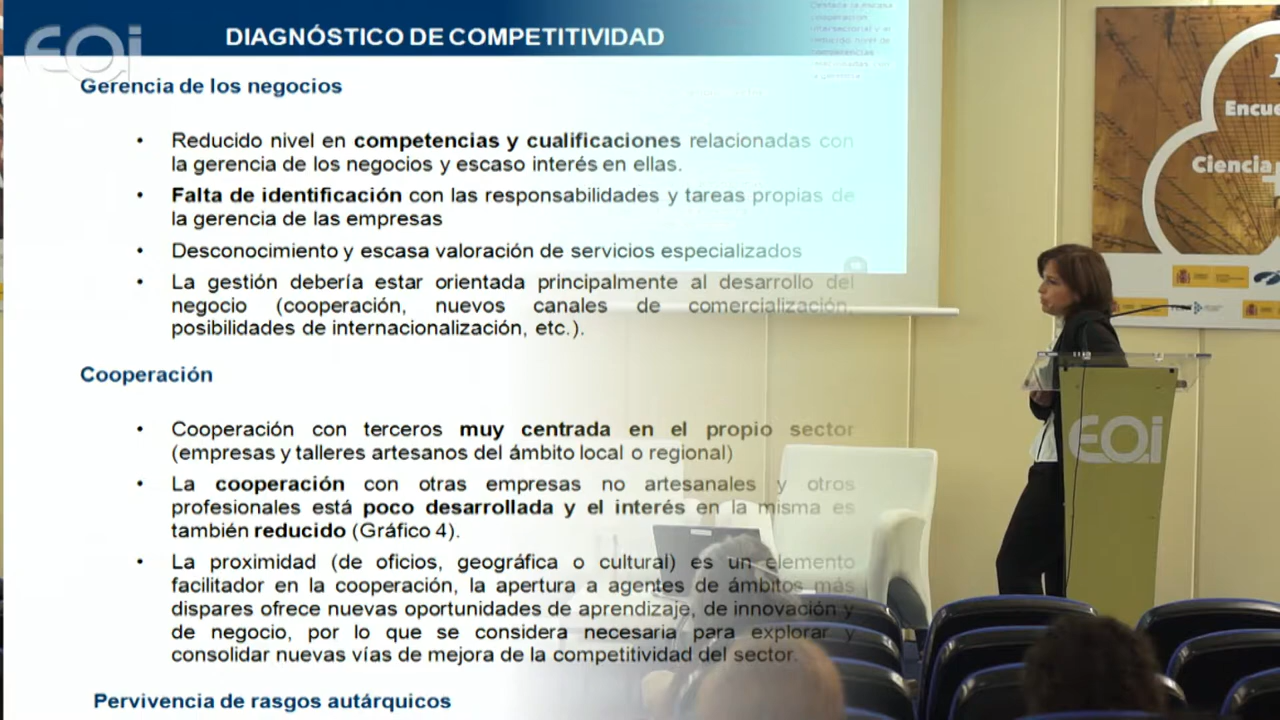 EOi
DIAGNÓSTICO DE COMPETITIVIDAD
Gerencia de los negocios
• Reducido nivel en competencias y cualificaciones relacionadas con
la gerencia de los negocios y escaso interés en ellas.
• Falta de identificación con las responsabilidades y tareas propias de
la gerencia de las empresas
• Desconocimiento y escasa valoración de servicios especializados
• La gestión debería estar orientada principalmente al desarrollo del
negocio (cooperación, nuevos canales de comercialización,
posibilidades de internacionalización, etc.).
Cooperación
• Cooperación con terceros muy centrada en el propio sector
(empresas y talleres artesanos del ámbito local o regional)
• La cooperación con otras empresas no artesanales y otros
profesionales está poco desarrollada y el interés en la misma es
también reducido (Gráfico 4).
• La proximidad (de oficios, geográfica o cultural) es un elemento
facilitador en la cooperación, la apertura a agentes de ámbitos más
dispares ofrece nuevas oportunidades de aprendizaje, de innovación y
de negocio, por lo que se considera necesaria para explorar y
consolidar nuevas vías de mejora de la competitividad del sector.
Pervivencia de rasgos autárquicos
Encue
Ciencia
EOi